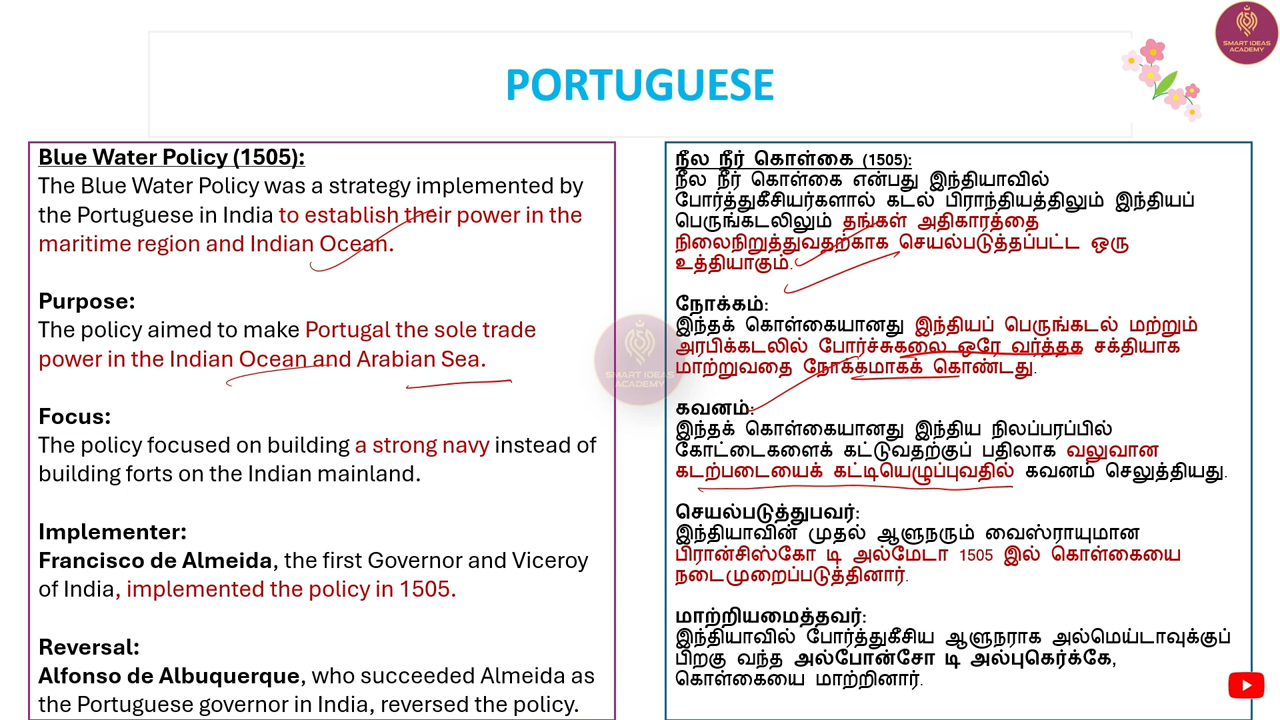 SMART IDEAS
ACADEMY
PORTUGUESE
Blue Water Policy (1505):
The Blue Water Policy was a strategy implemented by
the Portuguese in India to establish their power in the
maritime region and Indian Ocean.
Purpose:
The policy aimed to make Portugal the sole trade
power in the Indian Ocean and Arabian Sea.
Focus:
The policy focused on building a strong navy instead of
building forts on the Indian mainland.
Implementer:
Francisco de Almeida, the first Governor and Viceroy
of India, implemented the policy in 1505.
Reversal:
Alfonso de Albuquerque, who succeeded Almeida as
the Portuguese governor in India, reversed the policy.
நீல நீர் கொள்கை (1505):
நீல நீர் கொள்கை என்பது இந்தியாவில்
போர்த்துகீசியர்களால் கடல் பிராந்தியத்திலும் இந்தியப்
பெருங்கடலிலும் தங்கள் அதிகாரத்தை
நிலைநிறுத்துவதற்காக செயல்படுத்தப்பட்ட ஒரு
உத்தியாகும்.
நோக்கம்:
இந்தக் கொள்கையானது இந்தியப் பெருங்கடல் மற்றும்
அரபிக்கடலில் போர்ச்சுகலை ஒரே வர்த்தக சக்தியாக
மாற்றுவதை நோக்கமாகக் கொண்டது.
கவனம்:
இந்தக் கொள்கையானது இந்திய நிலப்பரப்பில்
கோட்டைகளைக் கட்டுவதற்குப் பதிலாக வலுவான
கடற்படையைக் கட்டியெழுப்புவதில் கவனம் செலுத்தியது.
செயல்படுத்துபவர்:
இந்தியாவின் முதல் ஆளுநரும் வைஸ்ராயுமான
பிரான்சிஸ்கோ டி அல்மேடா 1505 இல் கொள்கையை
நடைமுறைப்படுத்தினார்.
மாற்றியமைத்தவர்:
இந்தியாவில் போர்த்துகீசிய ஆளுநராக அல்மெய்டாவுக்குப்
பிறகு வந்த அல்போன்சோ டி அல்புகெர்க்கே,
கொள்கையை மாற்றினார்.
SMART IDEAS
ACADEMY